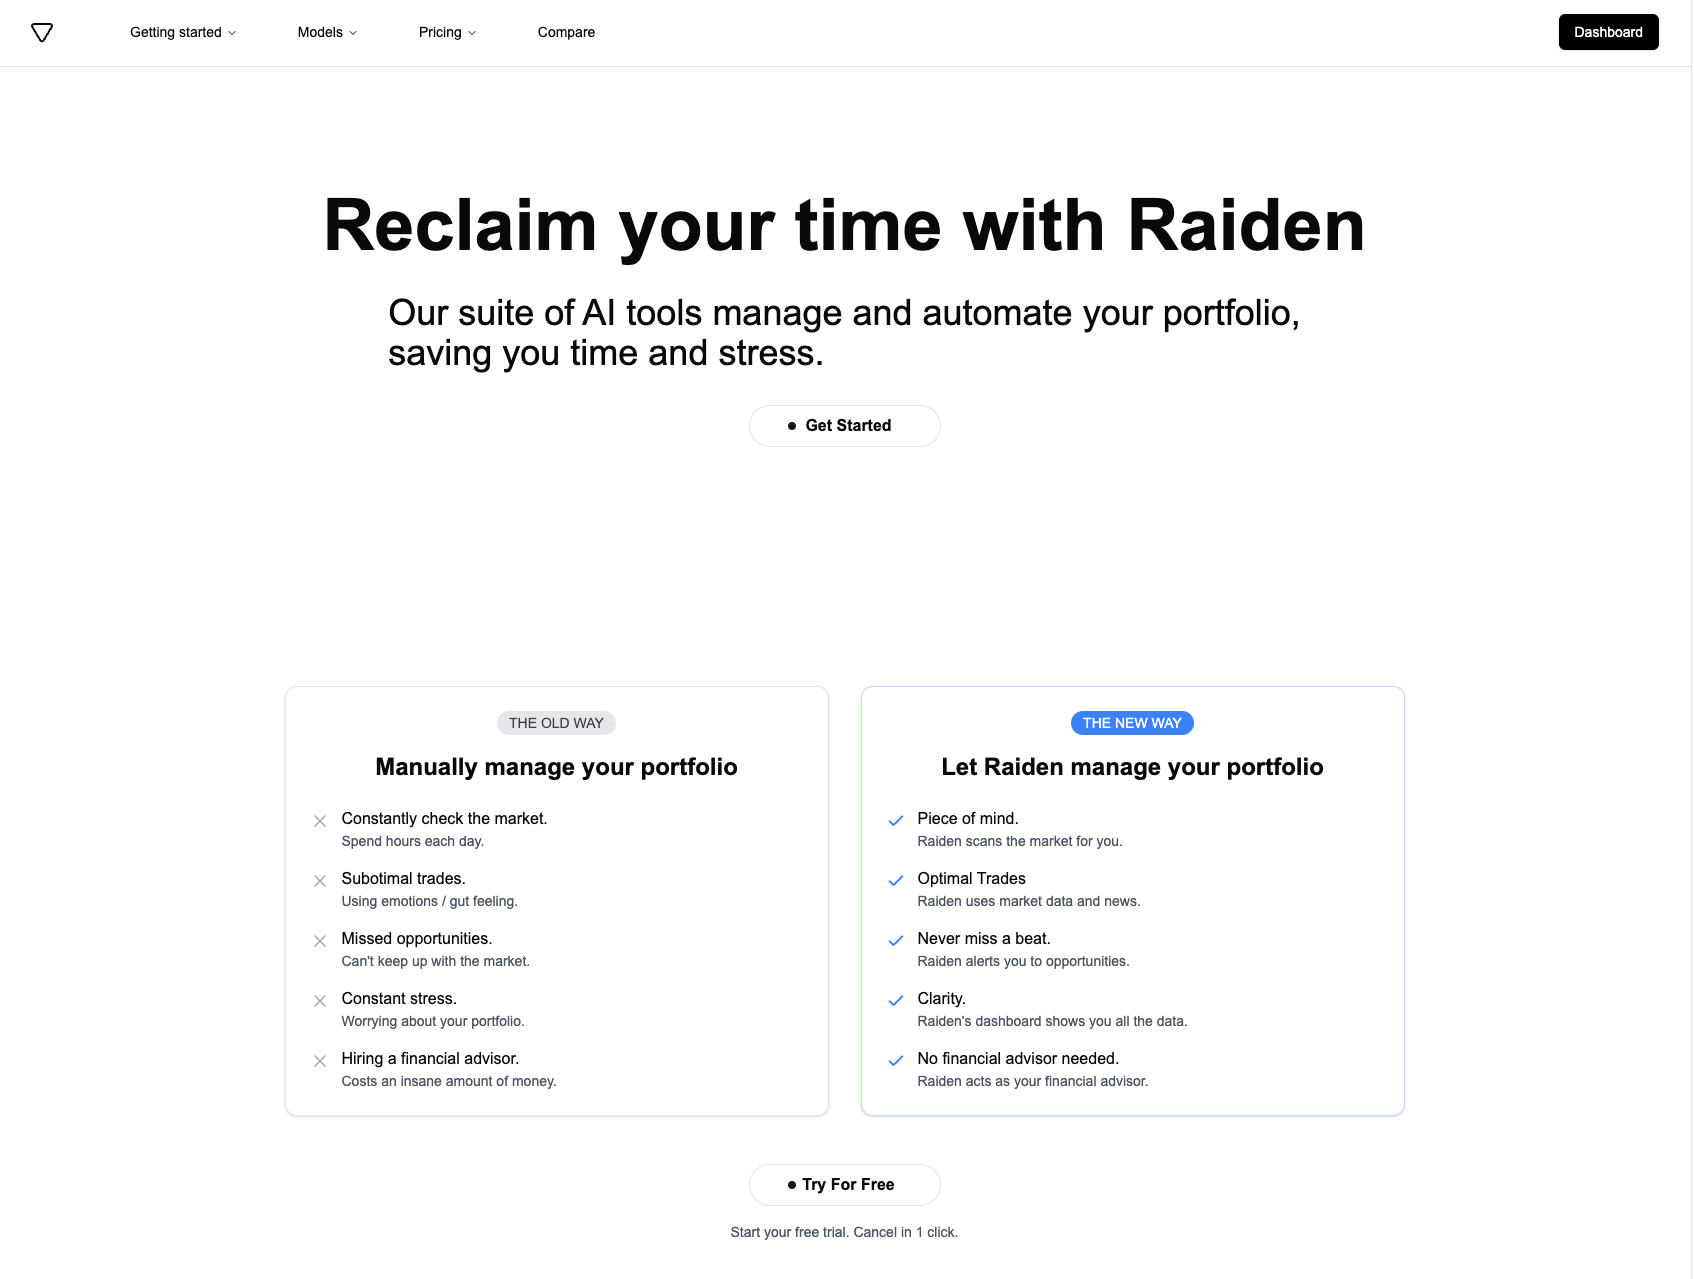 Getting started
Models
Pricing
Compare
Dashboard
Reclaim your time with Raiden
Our suite of AI tools manage and automate your portfolio,
saving you time and stress.
Get Started
THE OLD WAY
Manually manage your portfolio
Constantly check the market.
Spend hours each day.
Subotimal trades.
Using emotions / gut feeling.
Missed opportunities.
Can't keep up with the market.
Constant stress.
Worrying about your portfolio.
Hiring a financial advisor.
Costs an insane amount of money.
THE NEW WAY
Let Raiden manage your portfolio
Piece of mind.
Raiden scans the market for you.
Optimal Trades
Raiden uses market data and news.
Never miss a beat.
Raiden alerts you to opportunities.
Clarity.
Raiden's dashboard shows you all the data.
No financial advisor needed.
Raiden acts as your financial advisor.
Try For Free
Start your free trial. Cancel in 1 click.